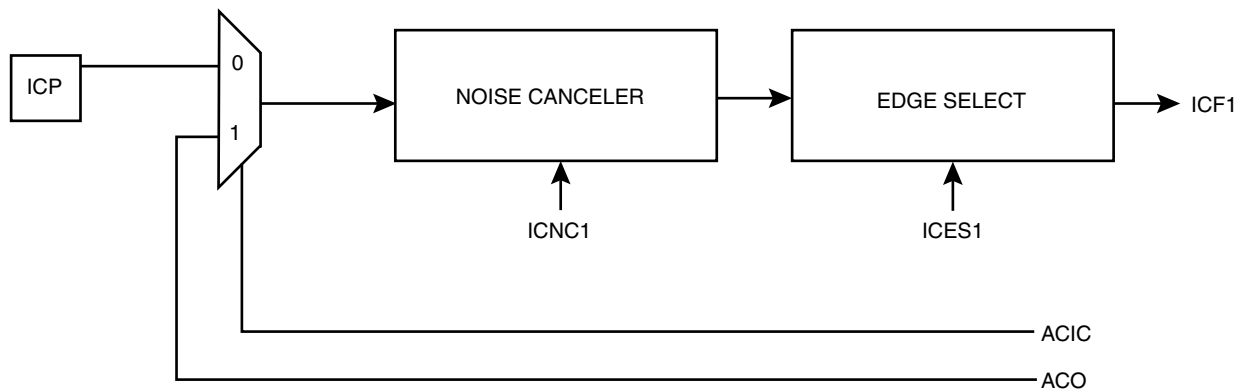 ICP
0
1
NOISE CANCELER
EDGE SELECT
ICF1
ICNC1
ICES1
ACIC
ACO